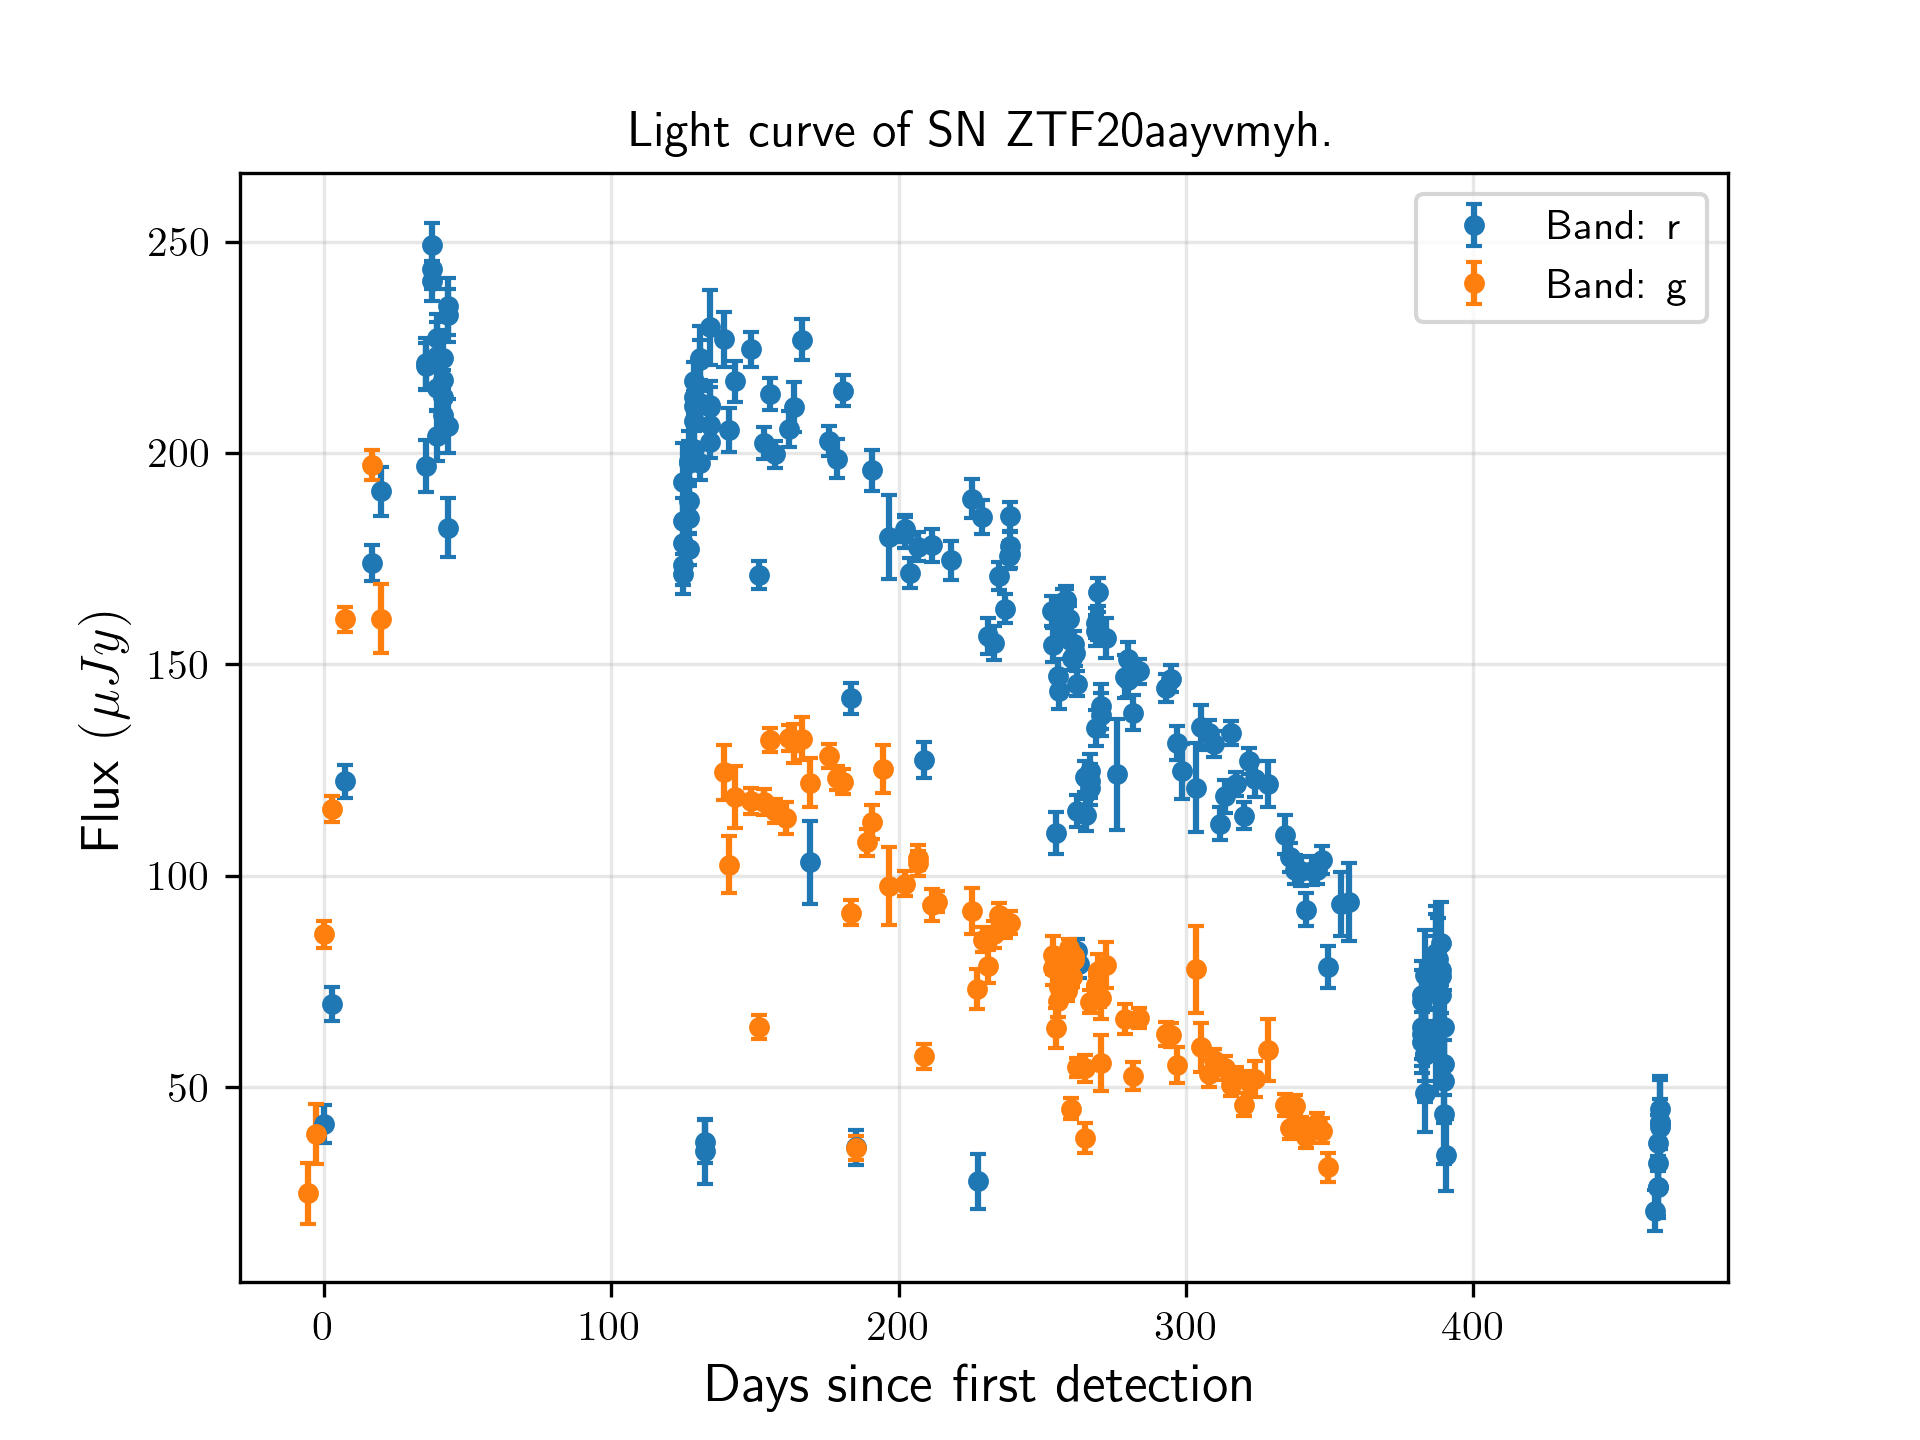 Light curve of SN ZTF20aayvmyh.
Band: r
Band: g
Flux (μJy)
250
200
150
100
50
0 100 200 300 400
Days since first detection